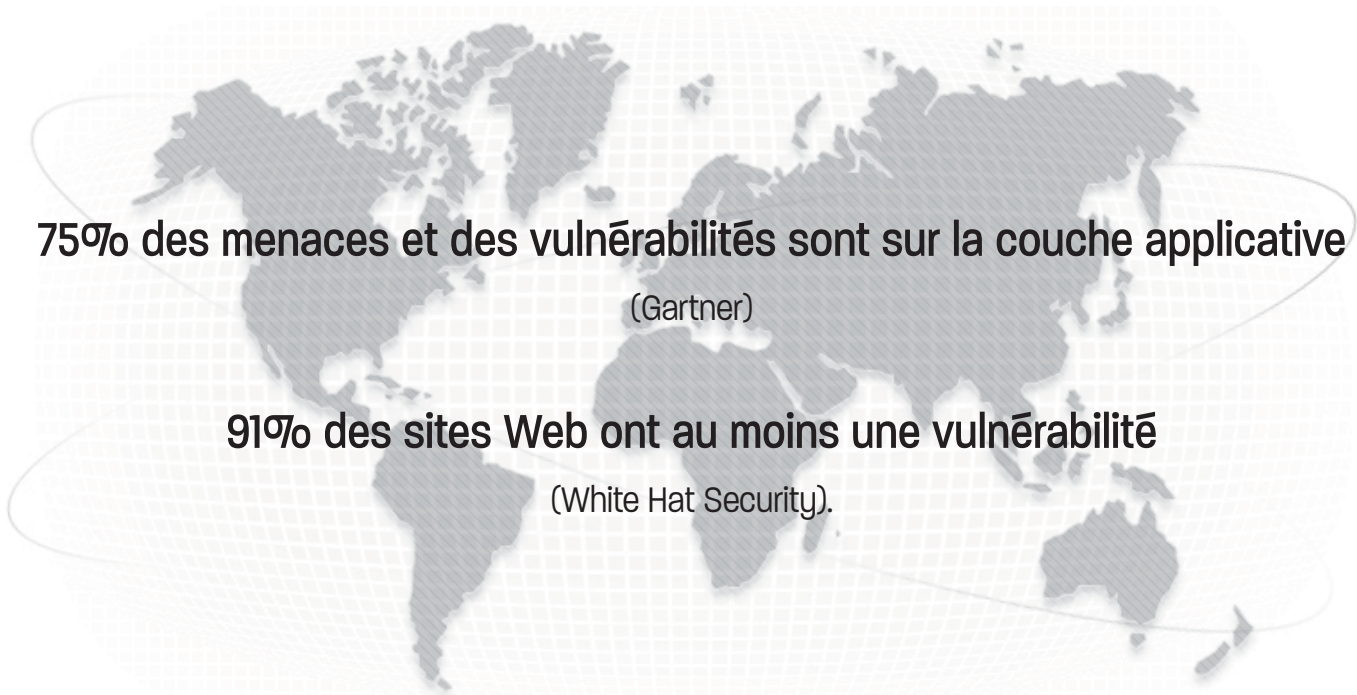 75% des menaces et des vulnérabilités sont sur la couche applicative
(Gartner)
91% des sites Web ont au moins une vulnérabilité
(White Hat Security).